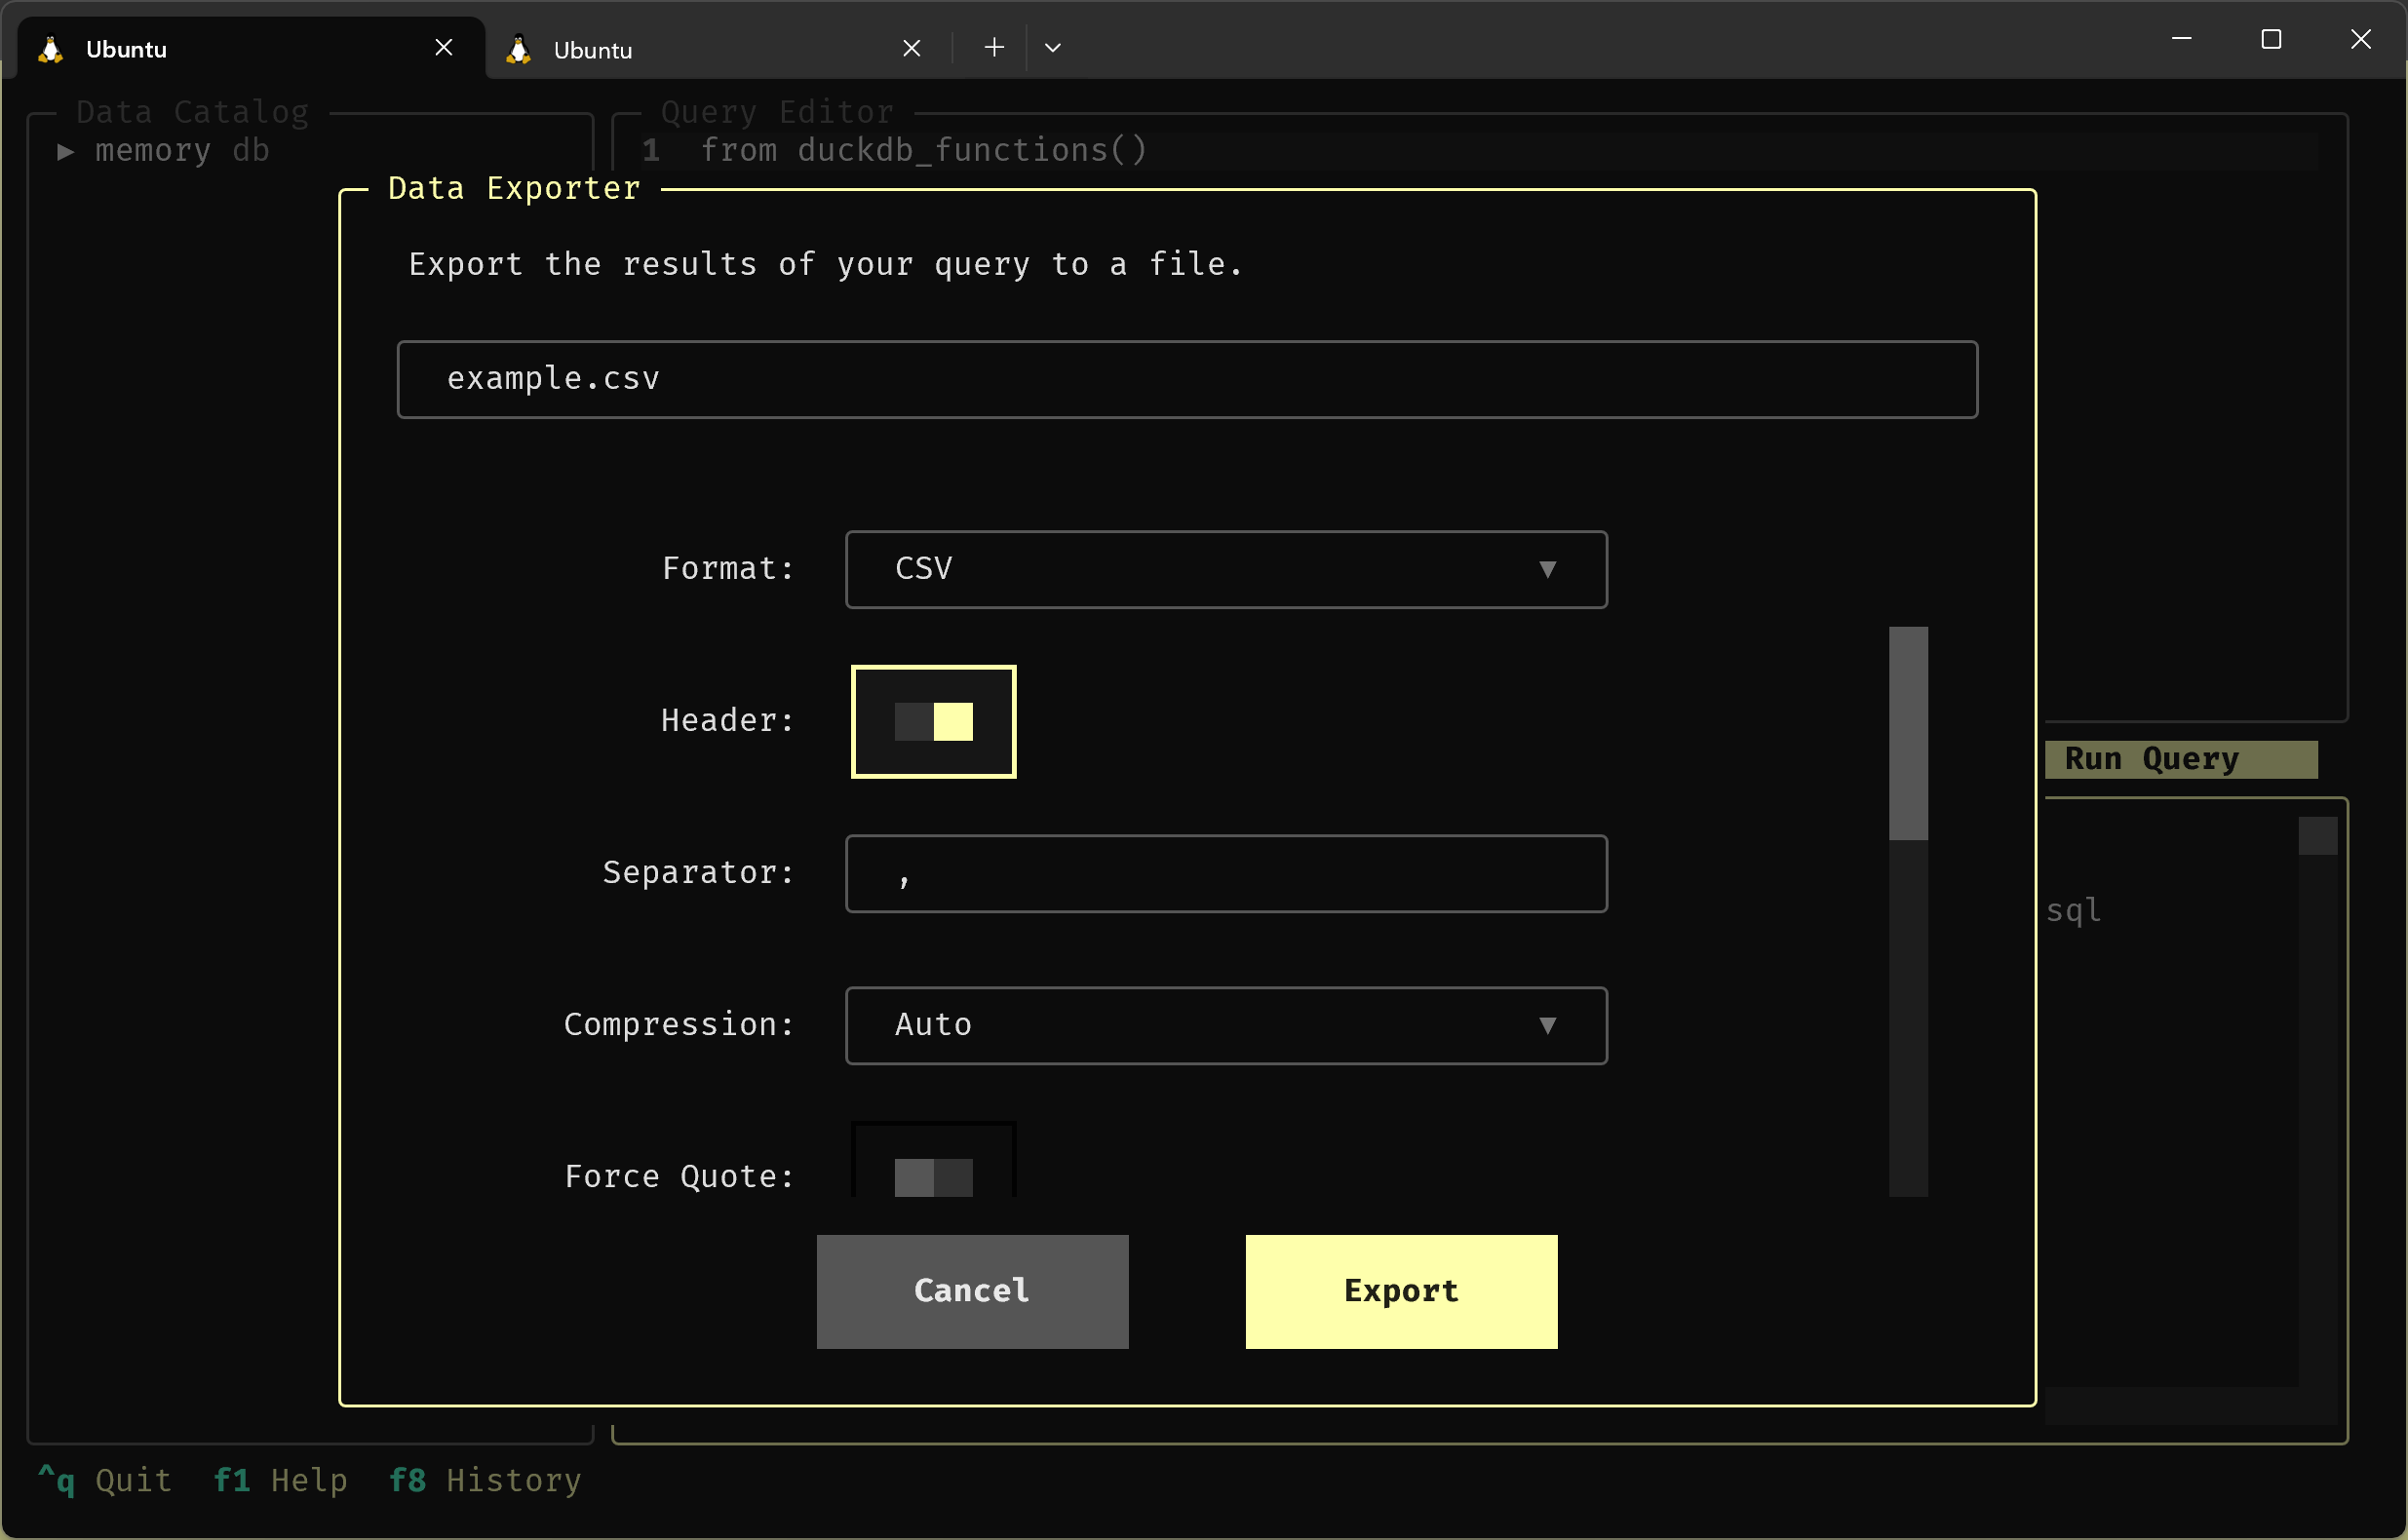 Ubuntu
Ubuntu
Data Catalog
Query Editor
▶ memory db
1 from duckdb_functions()
Data Exporter
Export the results of your query to a file.
example.csv
Format: CSV ▼
Header:
Run Query
Separator: ,
sql
Compression: Auto ▼
Force Quote:
Cancel
Export
^q Quit f1 Help f8 History